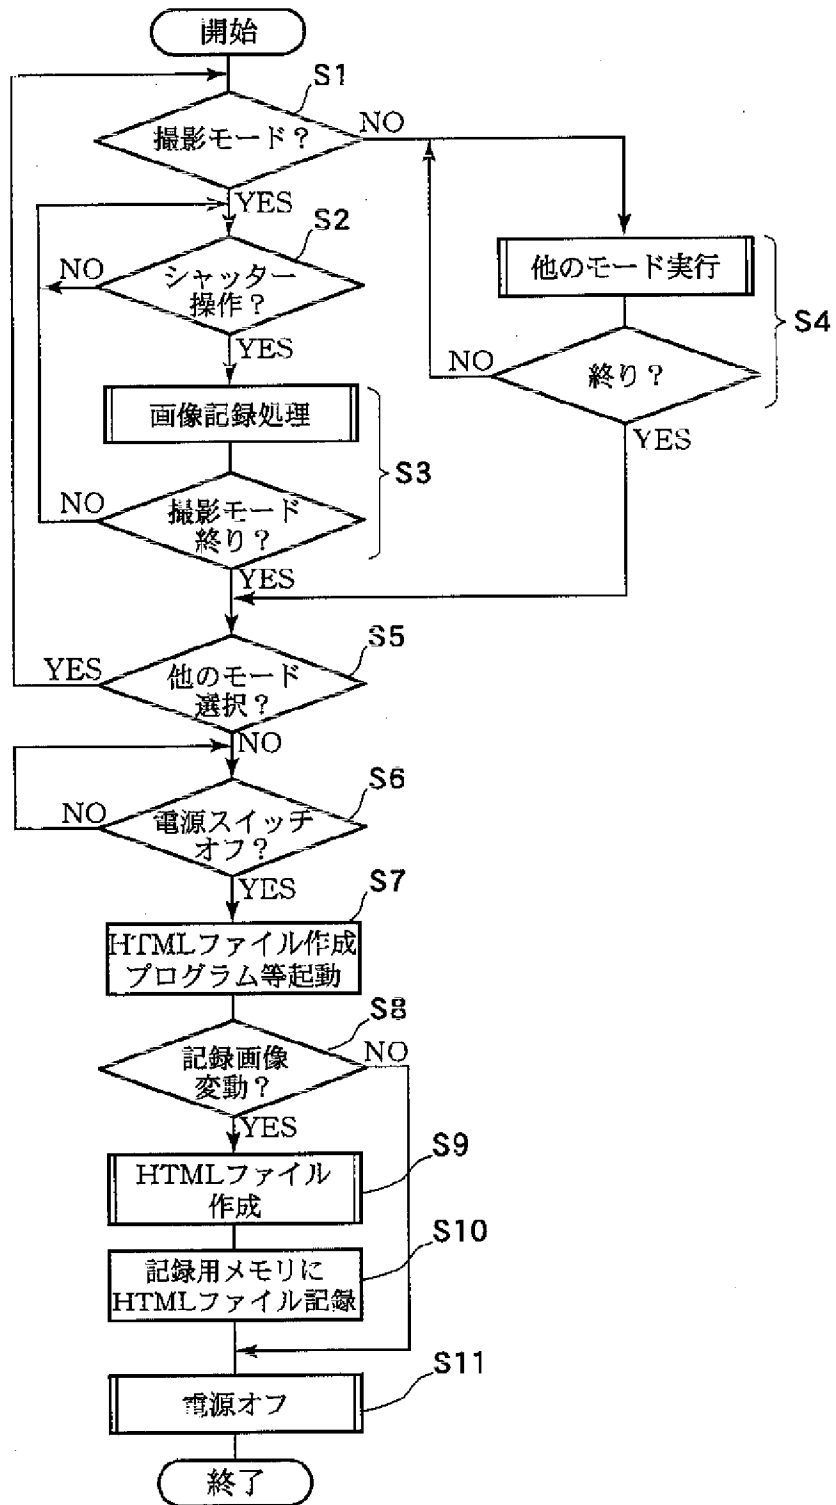 開始
S1
撮影モード?
NO
YES
S2
NO
シャッター
操作?
YES
他のモード実行
S4
NO
終り?
YES
画像記録処理
S3
NO
撮影モード
終り?
YES
S5
YES
他のモード
選択?
NO
S6
NO
電源スイッチ
オフ?
YES
S7
HTMLファイル作成
プログラム等起動
S8
記録画像
変動?
NO
YES
S9
HTMLファイル
作成
S10
記録用メモリに
HTMLファイル記録
S11
電源オフ
終了